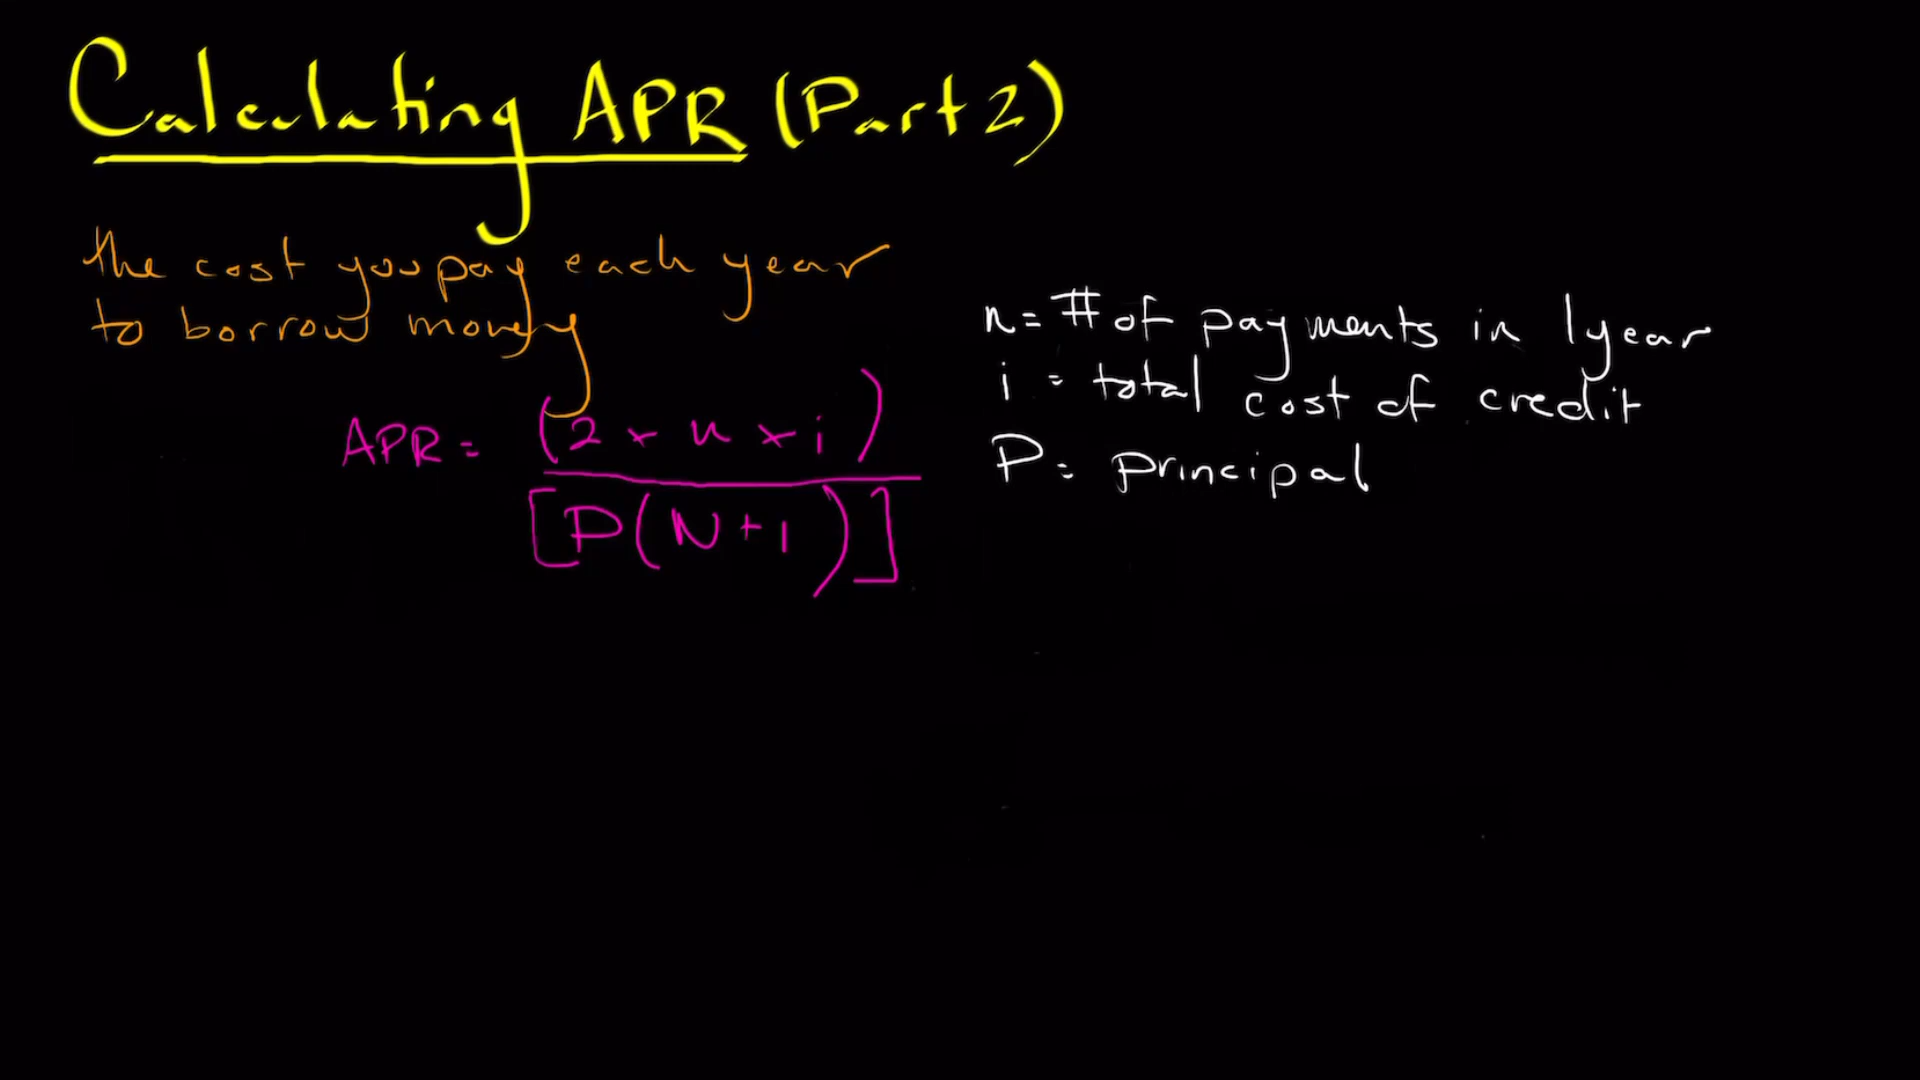 Calculating APR (Part 2)
the cost you pay each year
to borrow money
APR = (2 × n × i)
[P(N+1)]
n = # of payments in 1 year
i = total cost of credit
P = principal